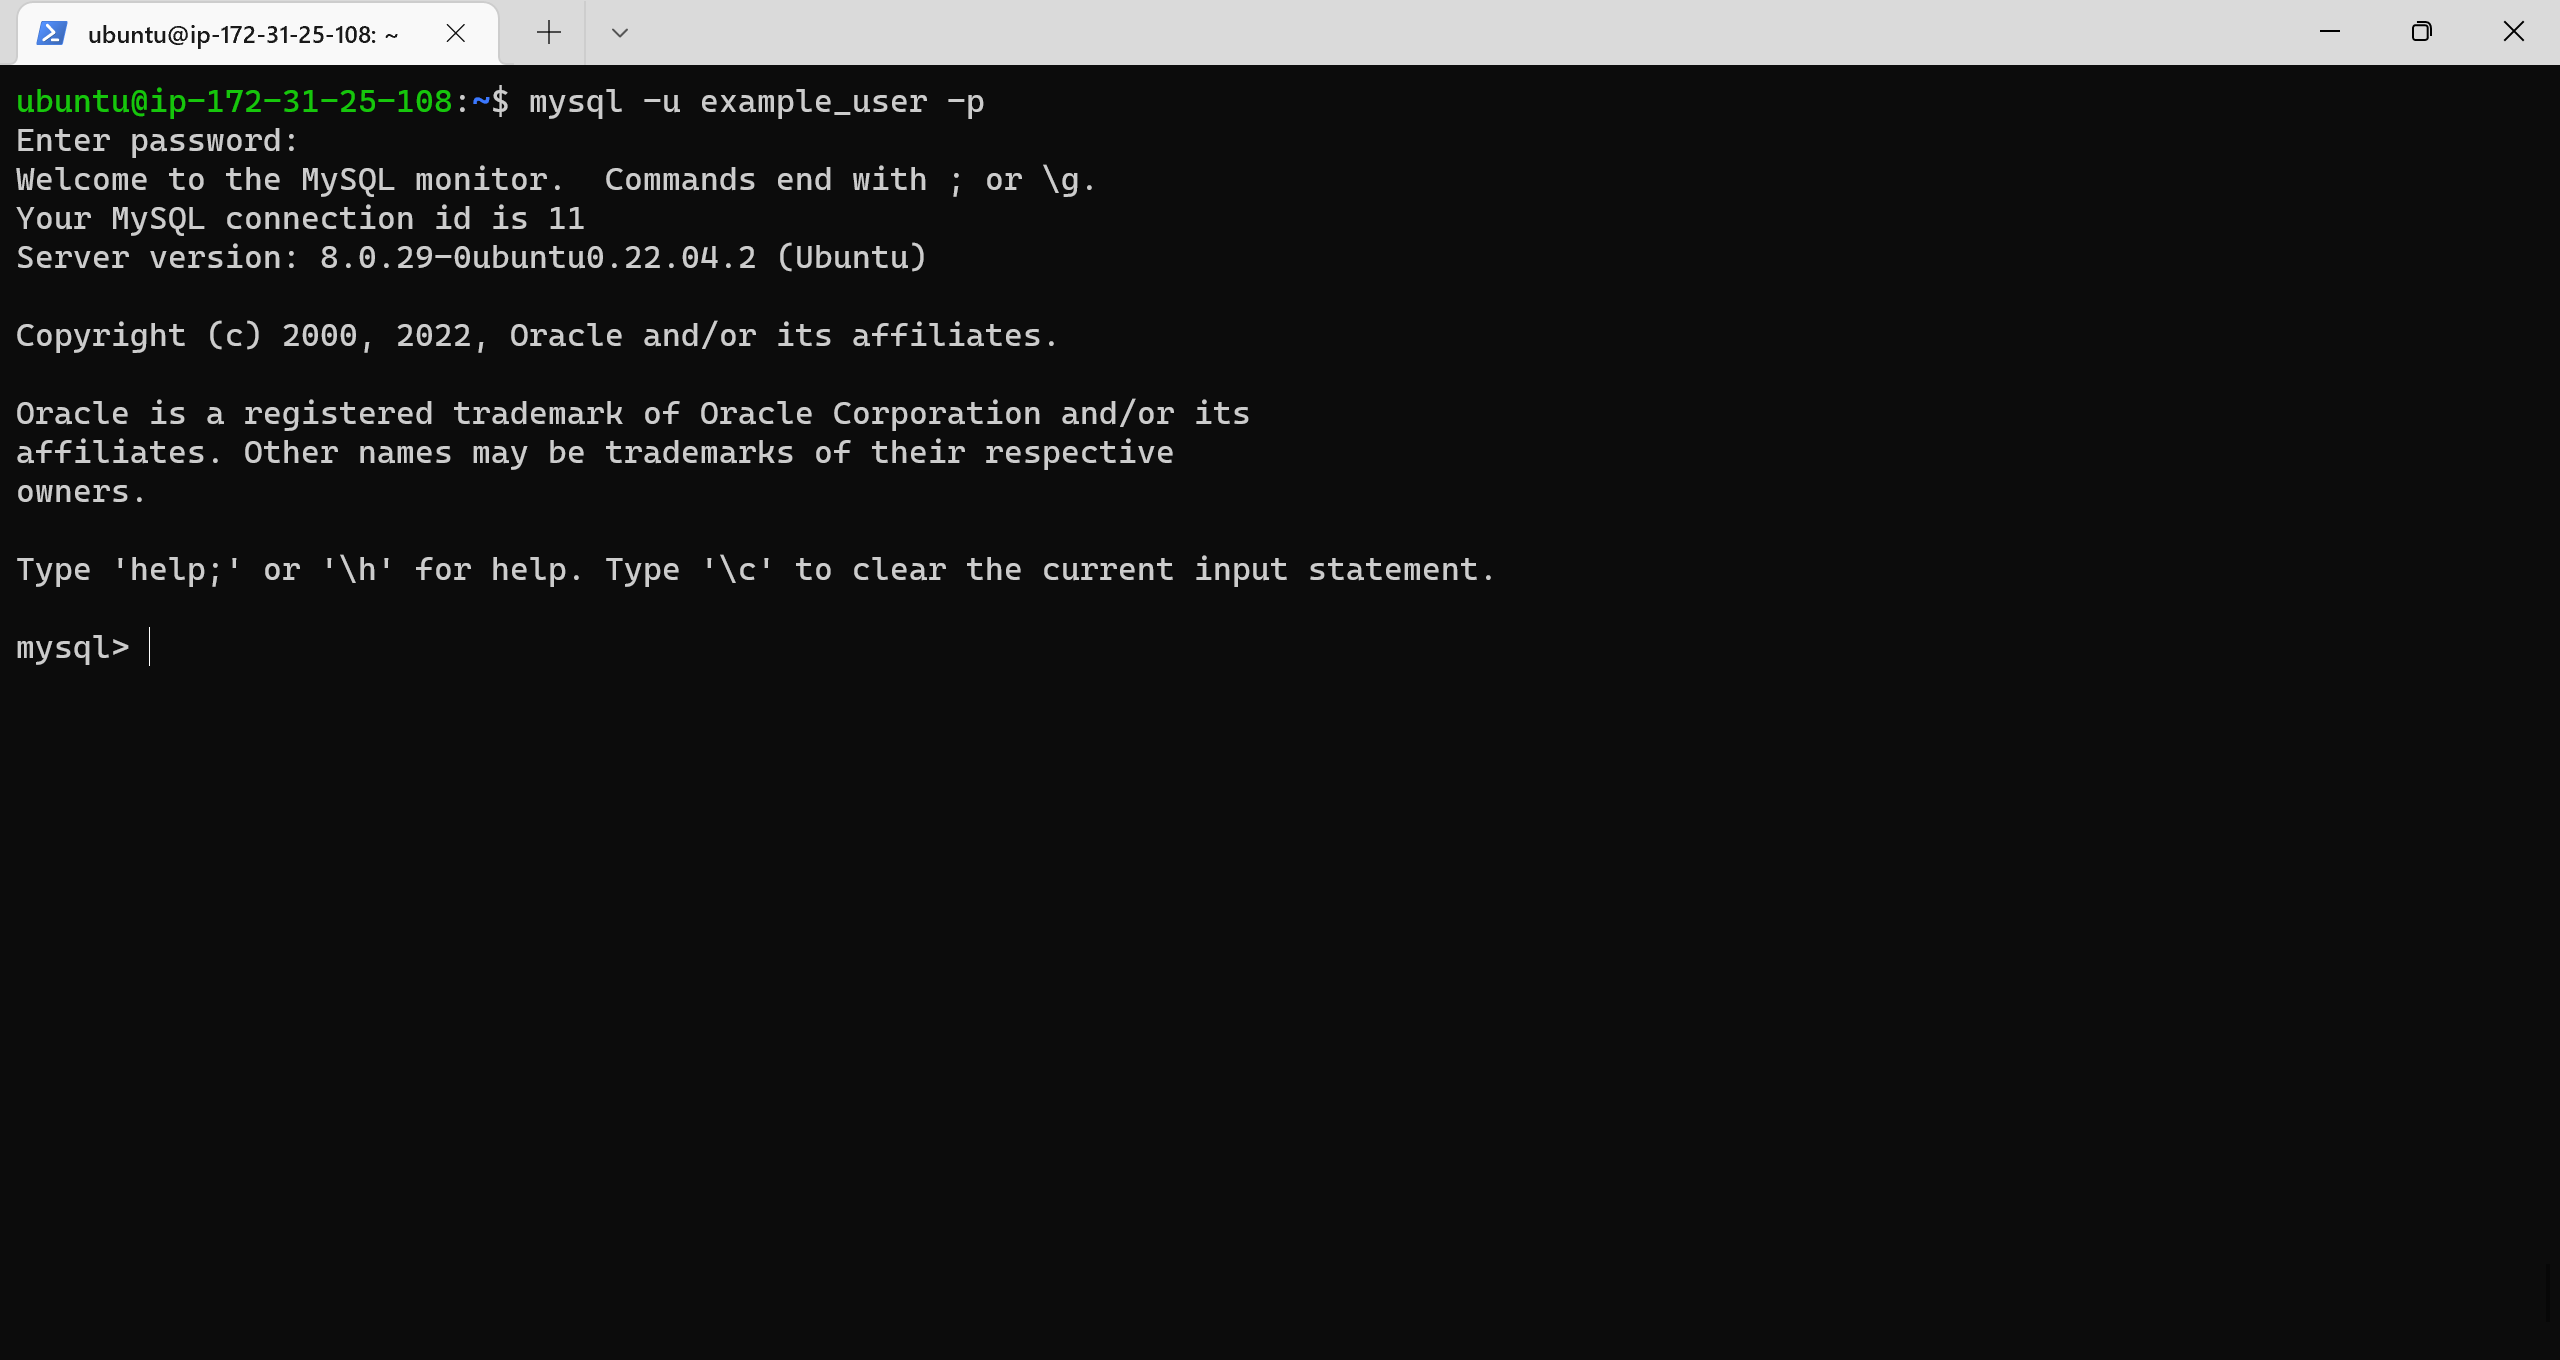 ubuntu@ip-172-31-25-108: ~
ubuntu@ip-172-31-25-108:~$ mysql -u example_user -p
Enter password:
Welcome to the MySQL monitor.  Commands end with ; or \g.
Your MySQL connection id is 11
Server version: 8.0.29-0ubuntu0.22.04.2 (Ubuntu)
Copyright (c) 2000, 2022, Oracle and/or its affiliates.
Oracle is a registered trademark of Oracle Corporation and/or its
affiliates. Other names may be trademarks of their respective
owners.
Type 'help;' or '\h' for help. Type '\c' to clear the current input statement.
mysql>